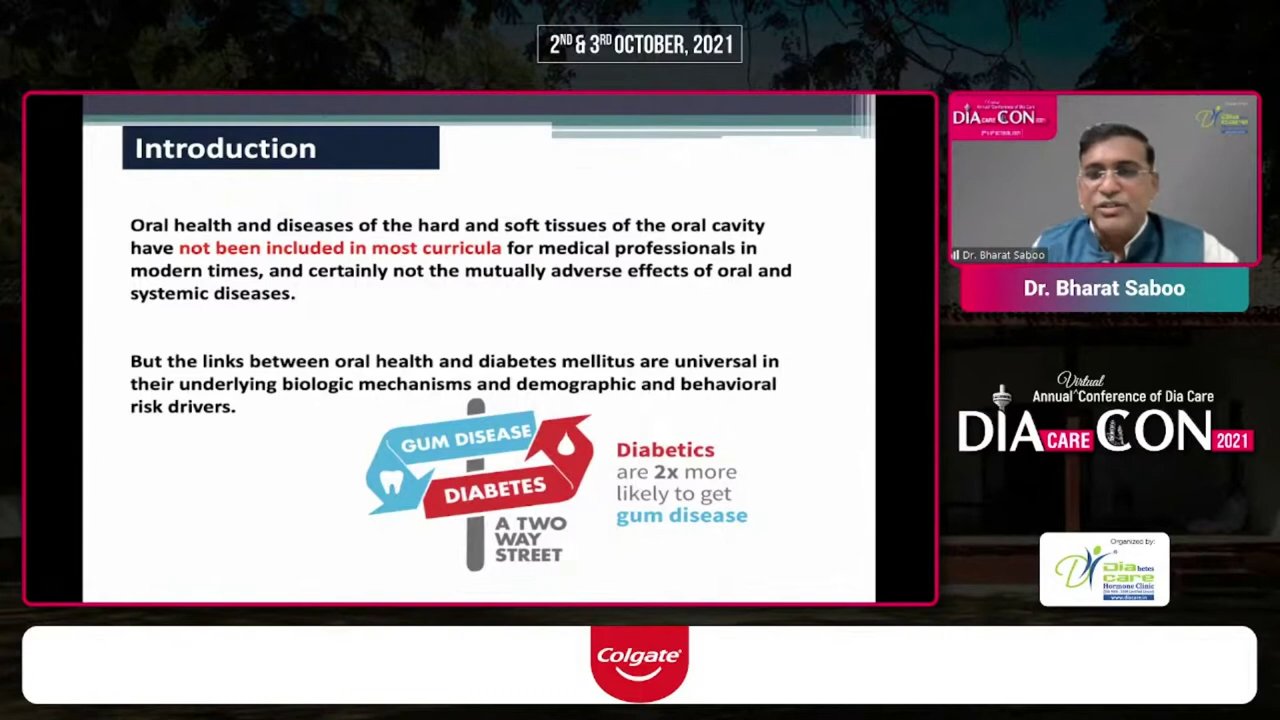 2ND & 3RD OCTOBER, 2021
Introduction
Oral health and diseases of the hard and soft tissues of the oral cavity
have not been included in most curricula for medical professionals in
modern times, and certainly not the mutually adverse effects of oral and
systemic diseases.
But the links between oral health and diabetes mellitus are universal in
their underlying biologic mechanisms and demographic and behavioral
risk drivers.
GUM DISEASE
DIABETES
A TWO
WAY
STREET
Diabetics
are 2x more
likely to get
gum disease
DIA CARE CON 2021
Dr. Bharat Saboo
Dr. Bharat Saboo
Virtual
Annual ^ Conference of Dia Care
DIA CARE CON 2021
Organized by:
Diabetes
care
Hormone Clinic
www.diacare.in
Colgate